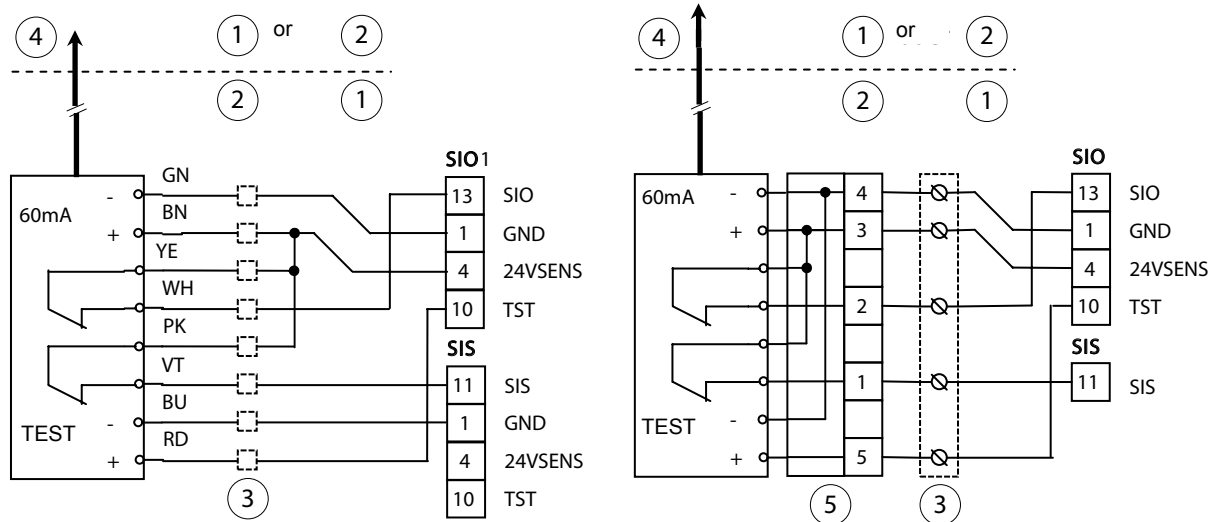 4 1 or 2
2 1
SIO 1
GN
60mA - 13 SIO
BN
+ 1 GND
YE
4 24VSENS
WH
10 TST
PK
SIS
VT
11 SIS
BU
TEST - 1 GND
RD
+ 4 24VSENS
3 10 TST
4 1 or 2
2 1
SIO
60mA - 4 13 SIO
+ 3 1 GND
4 24VSENS
2 10 TST
SIS
1 11 SIS
TEST -
+ 5
5 3